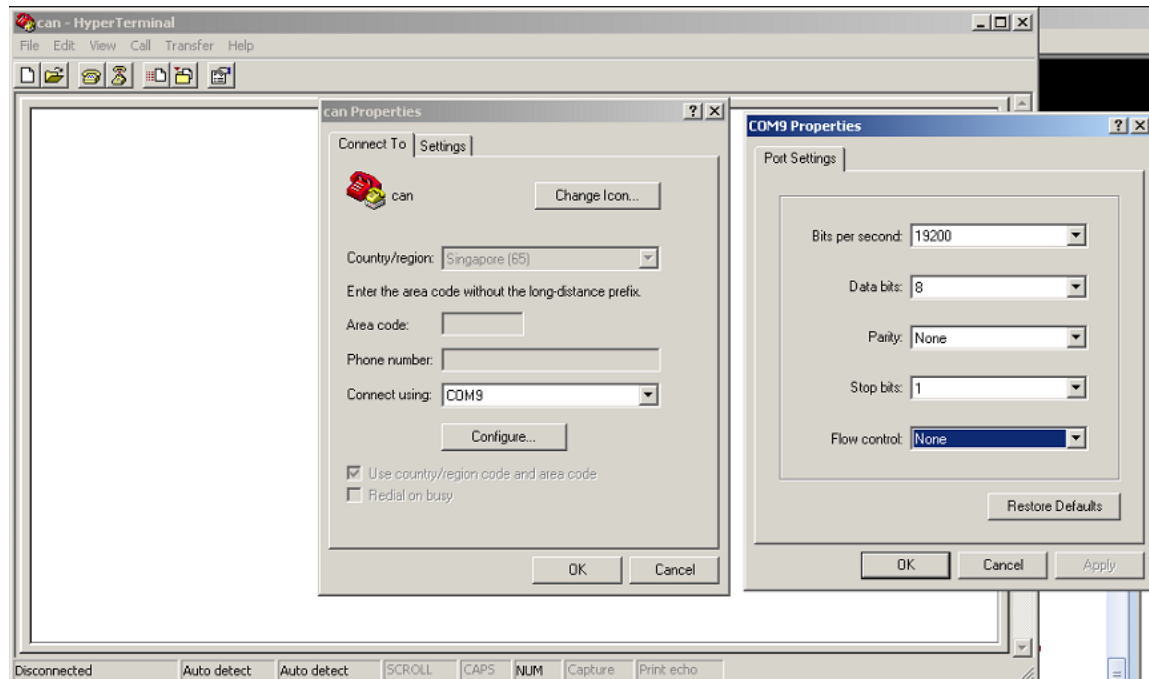 can - HyperTerminal
File Edit View Call Transfer Help
can Properties
Connect To Settings
can
Change Icon...
Country/region: Singapore (65)
Enter the area code without the long-distance prefix.
Area code:
Phone number:
Connect using: COM9
Configure...
Use country/region code and area code
Redial on busy
OK Cancel
COM9 Properties
Port Settings
Bits per second: 19200
Data bits: 8
Parity: None
Stop bits: 1
Flow control: None
Restore Defaults
OK Cancel Apply
Disconnected Auto detect Auto detect SCROLL CAPS NUM Capture Print echo